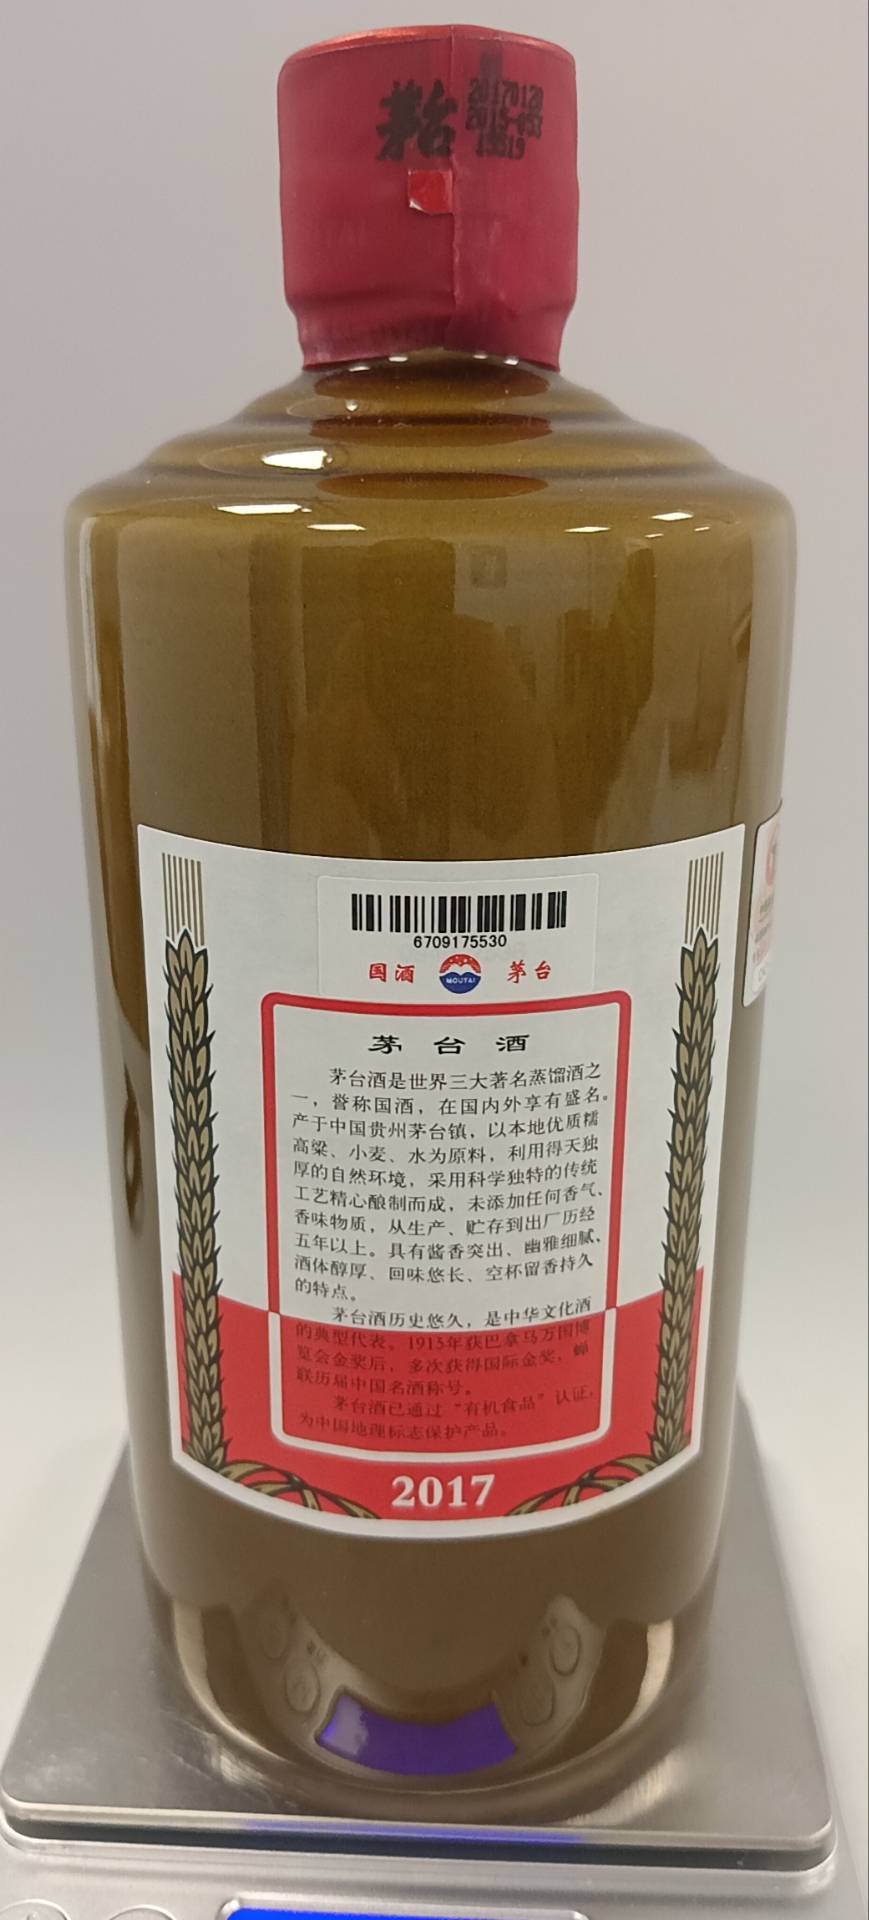 茅台
20170120
2015-053
6709175530
国酒 MOUTAI 茅台
茅台酒
茅台酒是世界三大著名蒸馏酒之
一，誉称国酒，在国内外享有盛名。
产于中国贵州茅台镇，以本地优质糯
高粱、小麦、水为原料，利用得天独
厚的自然环境，采用科学独特的传统
工艺精心酿制而成，未添加任何香气、
香味物质，从生产、贮存到出厂历经
五年以上。具有酱香突出、幽雅细腻、
酒体醇厚、回味悠长、空杯留香持久
的特点。
茅台酒历史悠久，是中华文化酒
的典型代表。1915年获巴拿马万国博
览会金奖后，多次获得国际金奖，蝉
联历届中国名酒称号。
茅台酒已通过“有机食品”认证，
为中国地理标志保护产品。
2017